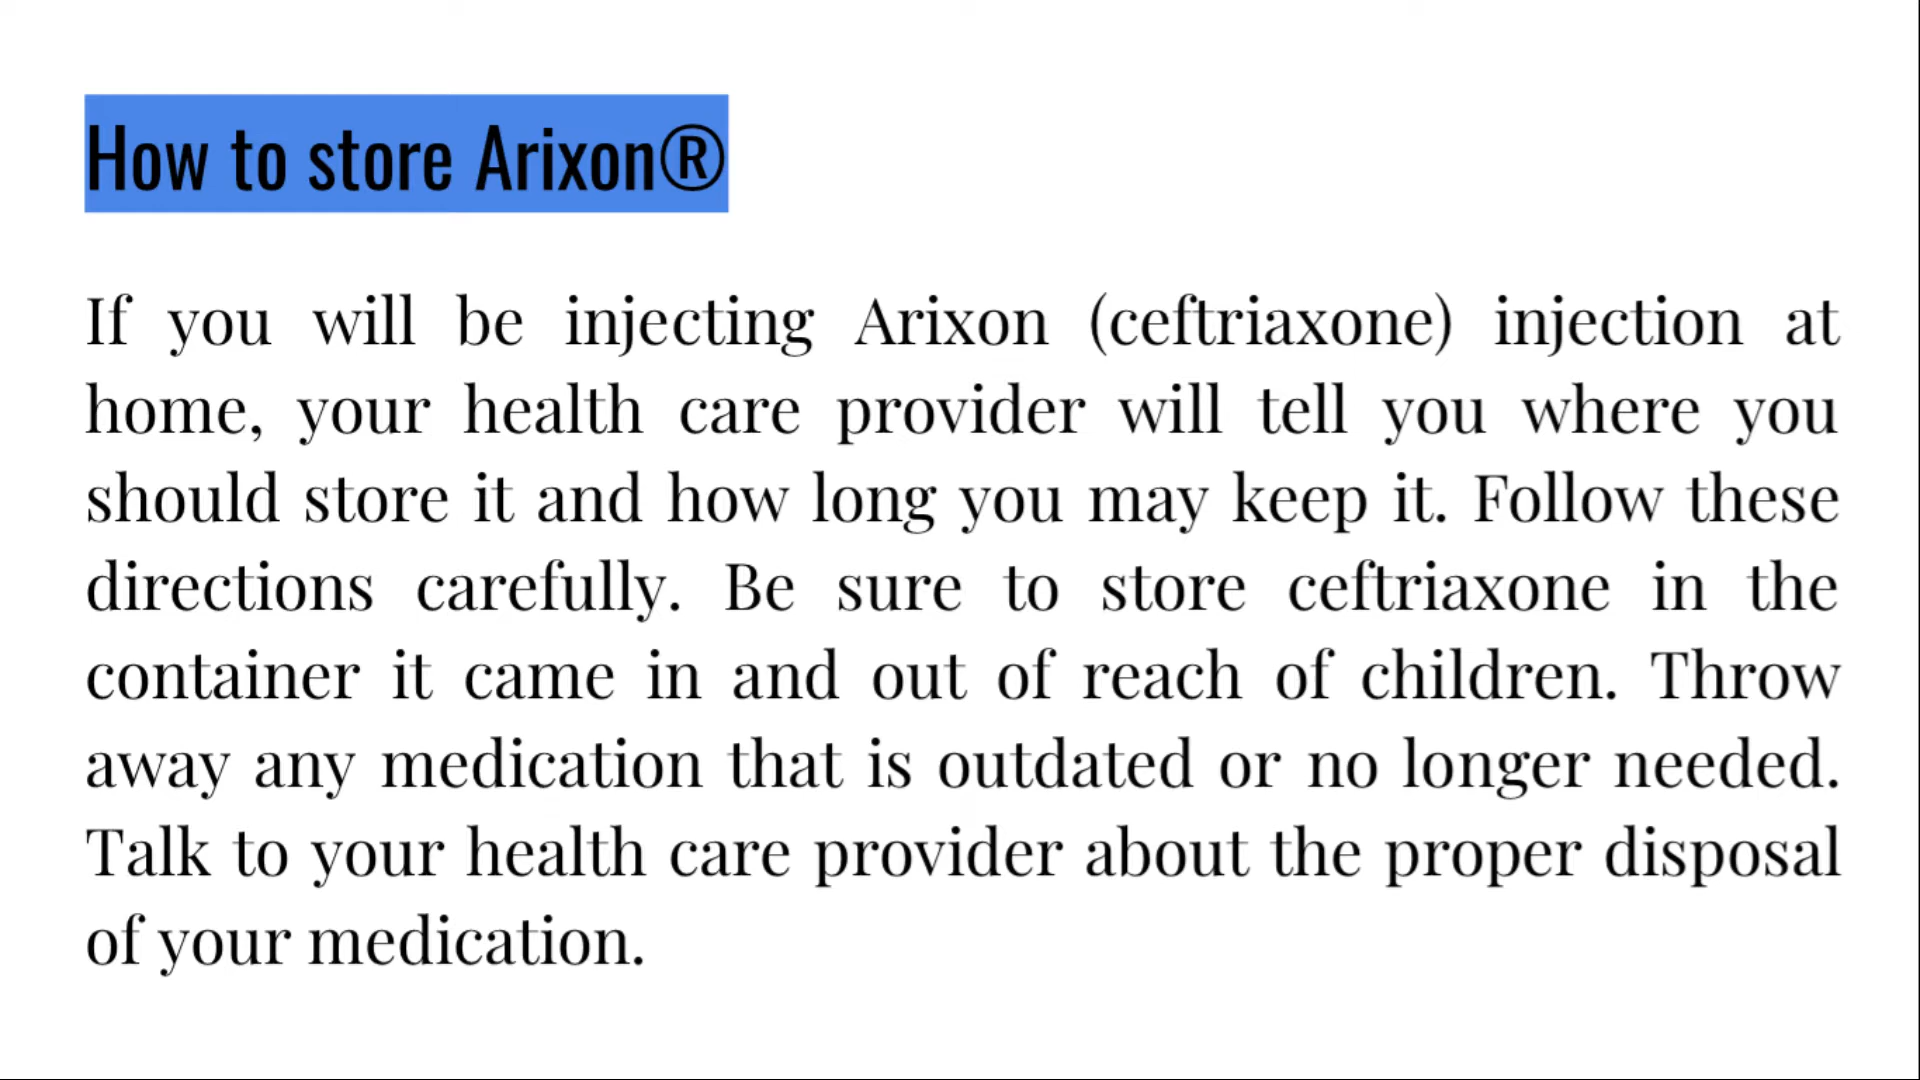 How to store Arixon®
If you will be injecting Arixon (ceftriaxone) injection at
home, your health care provider will tell you where you
should store it and how long you may keep it. Follow these
directions carefully. Be sure to store ceftriaxone in the
container it came in and out of reach of children. Throw
away any medication that is outdated or no longer needed.
Talk to your health care provider about the proper disposal
of your medication.